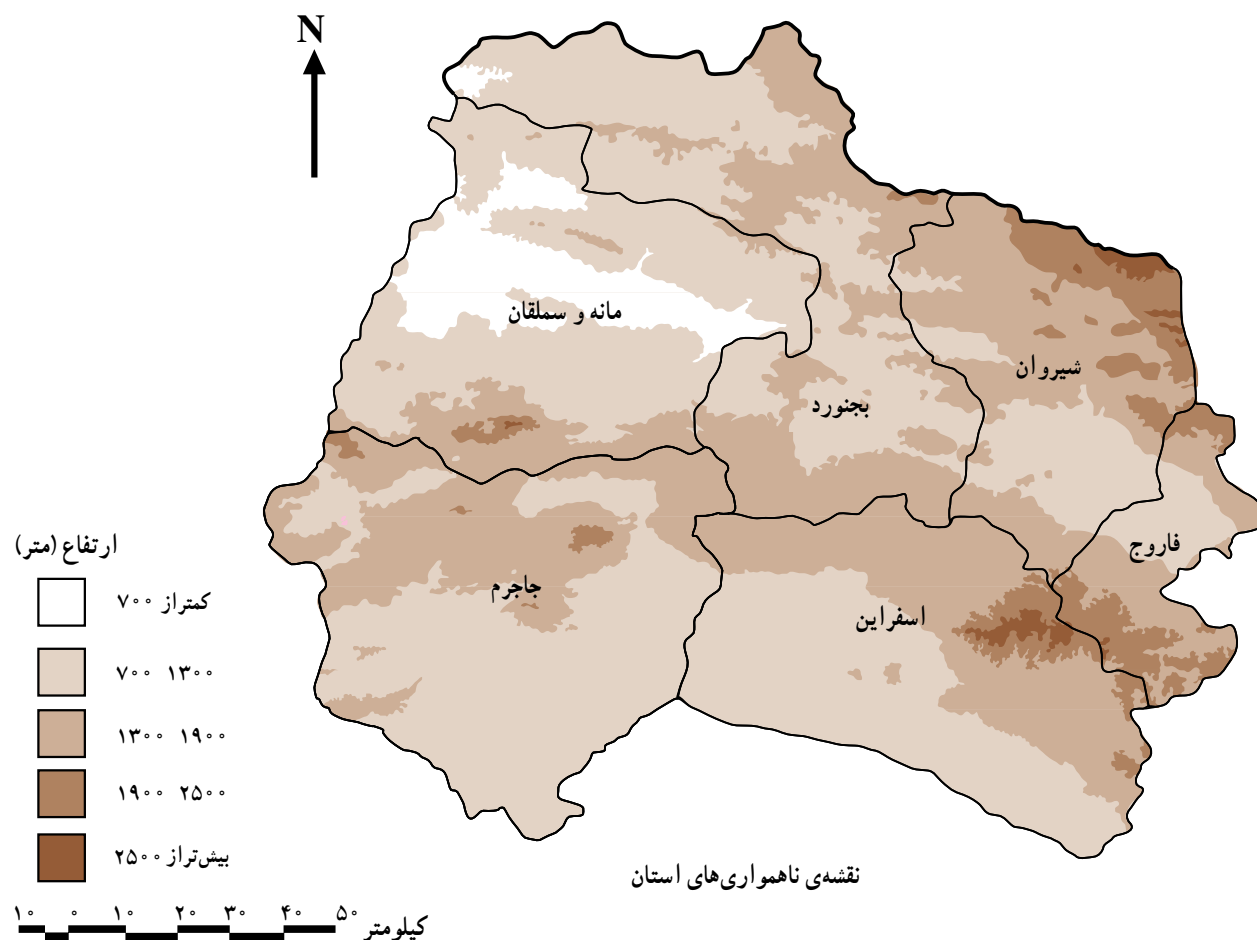 N
مانه و سملقان
شیروان
بجنورد
فاروج
جاجرم
اسفراین
ارتفاع (متر)
کمتراز ۷۰۰
۷۰۰ ۱۳۰۰
۱۳۰۰ ۱۹۰۰
۱۹۰۰ ۲۵۰۰
بیش‌تراز ۲۵۰۰
نقشه‌ی ناهمواری‌های استان
۱۰ ۰ ۱۰ ۲۰ ۳۰ ۴۰ ۵۰ کیلومتر